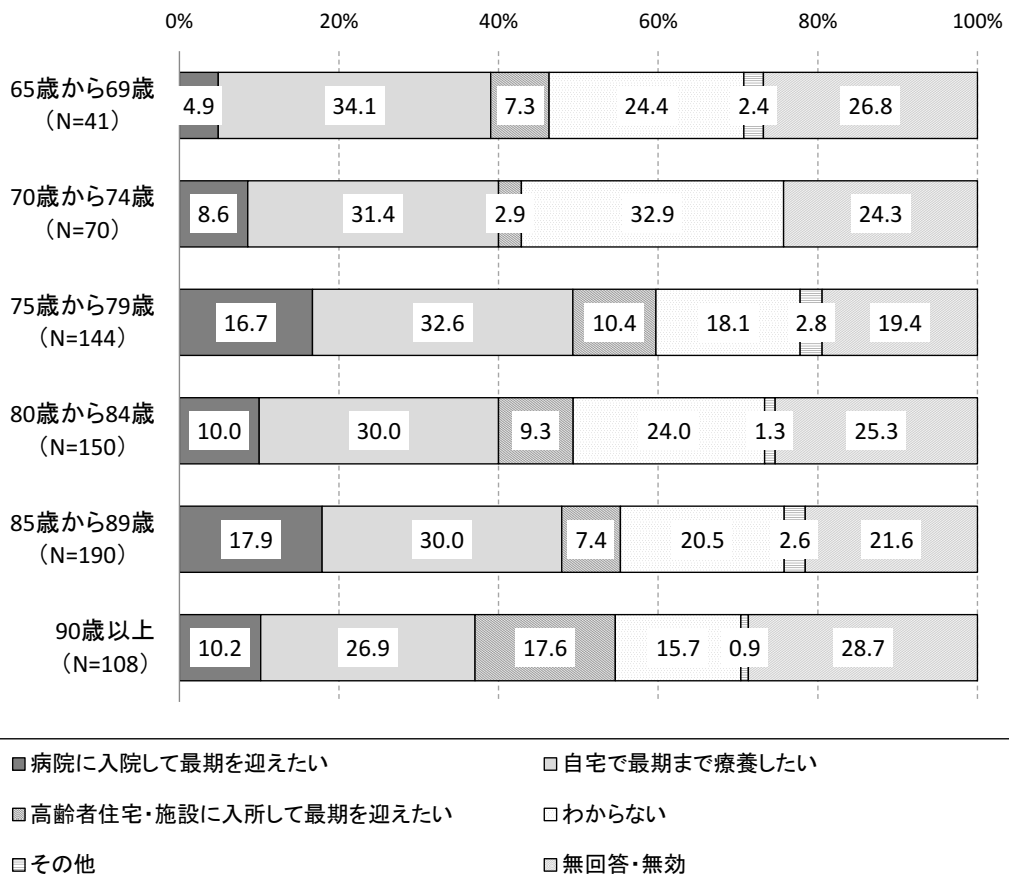 0% 20% 40% 60% 80% 100%
65歳から69歳
（N=41）
4.9 34.1 7.3 24.4 2.4 26.8
70歳から74歳
（N=70）
8.6 31.4 2.9 32.9 24.3
75歳から79歳
（N=144）
16.7 32.6 10.4 18.1 2.8 19.4
80歳から84歳
（N=150）
10.0 30.0 9.3 24.0 1.3 25.3
85歳から89歳
（N=190）
17.9 30.0 7.4 20.5 2.6 21.6
90歳以上
（N=108）
10.2 26.9 17.6 15.7 0.9 28.7
病院に入院して最期を迎えたい 自宅で最期まで療養したい
高齢者住宅・施設に入所して最期を迎えたい わからない
その他 無回答・無効